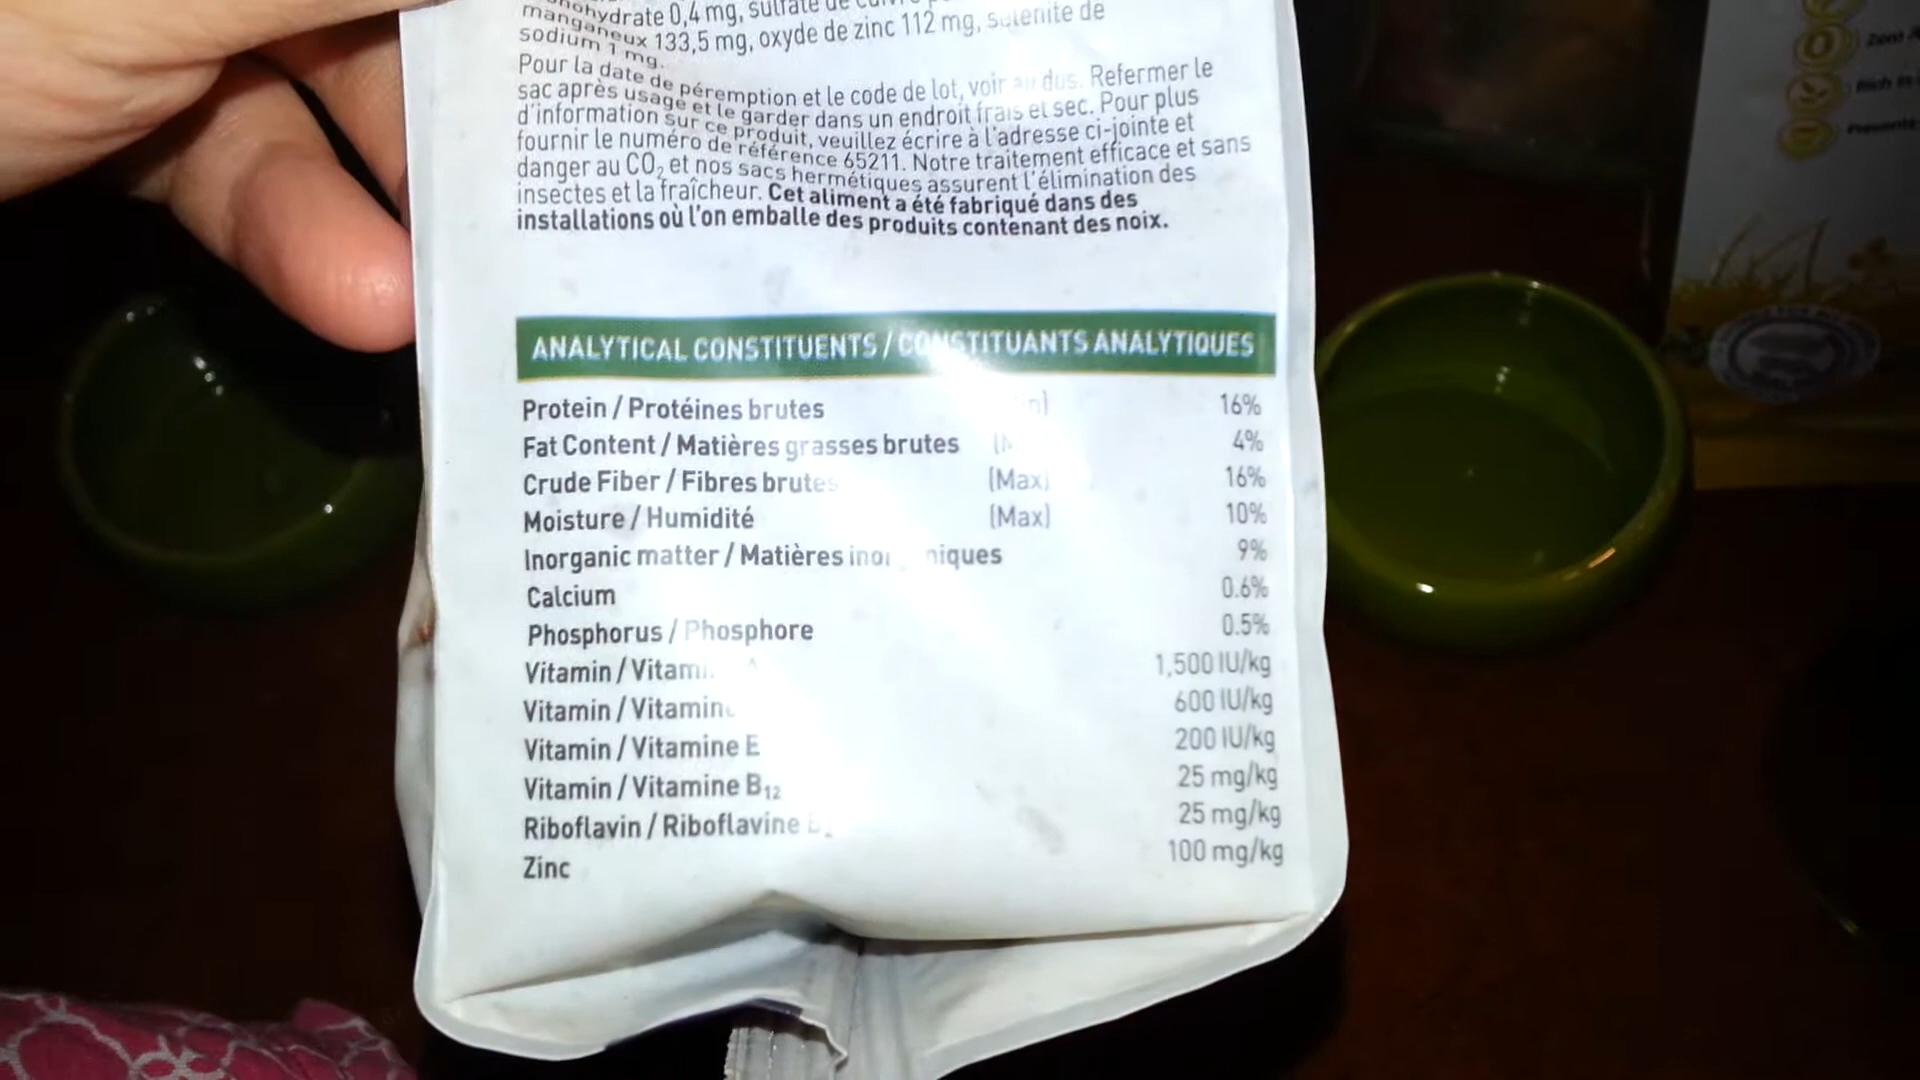 nohydrate 0,4 mg, sulfate de
manganeux 133,5 mg, oxyde de zinc 112 mg, sélénite de
sodium 1 mg.
Pour la date de péremption et le code de lot, voir au dos. Refermer le
sac après usage et le garder dans un endroit frais et sec. Pour plus
d'information sur ce produit, veuillez écrire à l'adresse ci-jointe et
fournir le numéro de référence 65211. Notre traitement efficace et sans
danger au CO₂ et nos sacs hermétiques assurent l'élimination des
insectes et la fraîcheur. Cet aliment a été fabriqué dans des
installations où l'on emballe des produits contenant des noix.
ANALYTICAL CONSTITUENTS / CONSTITUANTS ANALYTIQUES
Protein / Protéines brutes 16%
Fat Content / Matières grasses brutes 4%
Crude Fiber / Fibres brutes (Max) 16%
Moisture / Humidité (Max) 10%
Inorganic matter / Matières 9%
Calcium 0.6%
Phosphorus / Phosphore 0.5%
Vitamin / 1,500 IU/kg
Vitamin / Vitamine 600 IU/kg
Vitamin / Vitamine E 200 IU/kg
Vitamin / Vitamine B₁₂ 25 mg/kg
Riboflavin / Riboflavine 25 mg/kg
Zinc 100 mg/kg